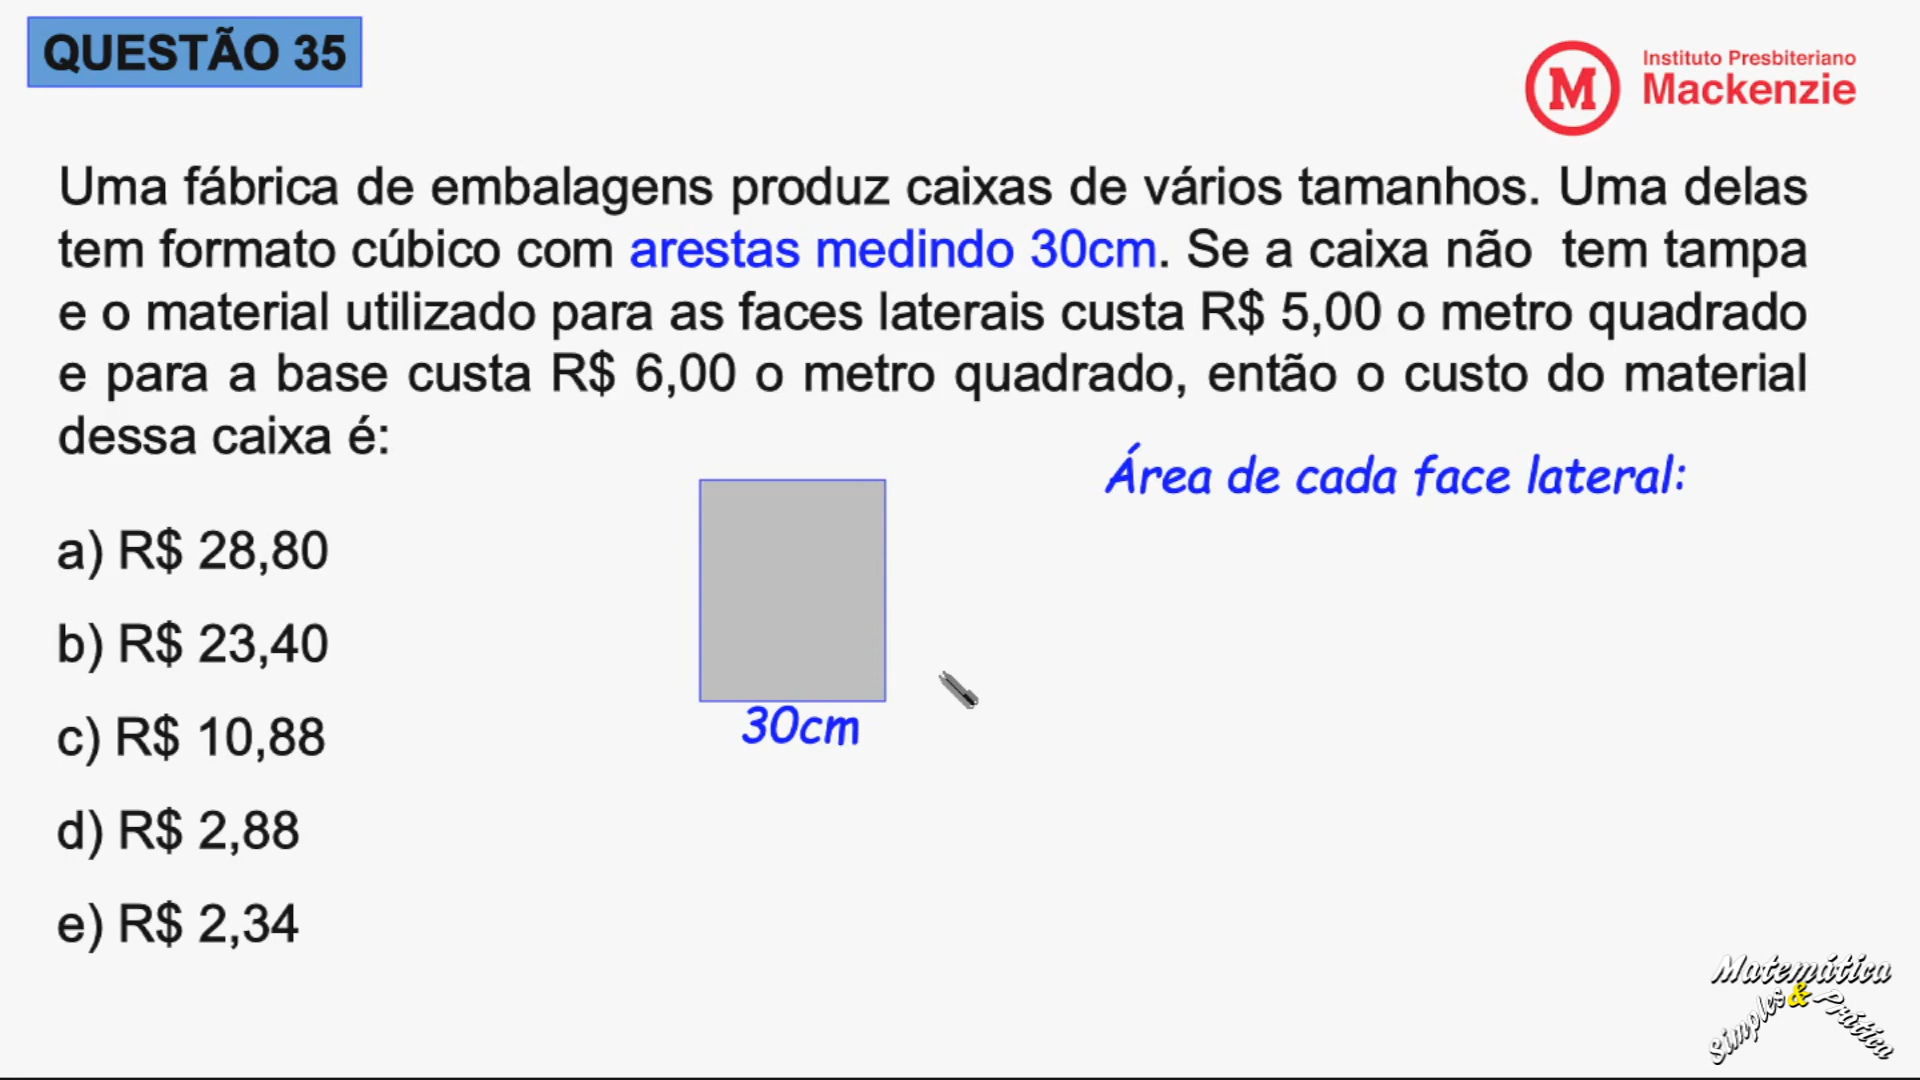 QUESTÃO 35
Instituto Presbiteriano
Mackenzie
M
Uma fábrica de embalagens produz caixas de vários tamanhos. Uma delas
tem formato cúbico com arestas medindo 30cm. Se a caixa não tem tampa
e o material utilizado para as faces laterais custa R$ 5,00 o metro quadrado
e para a base custa R$ 6,00 o metro quadrado, então o custo do material
dessa caixa é:
Área de cada face lateral:
a) R$ 28,80
b) R$ 23,40
c) R$ 10,88
d) R$ 2,88
e) R$ 2,34
30cm
Matemática
Simples & Prática